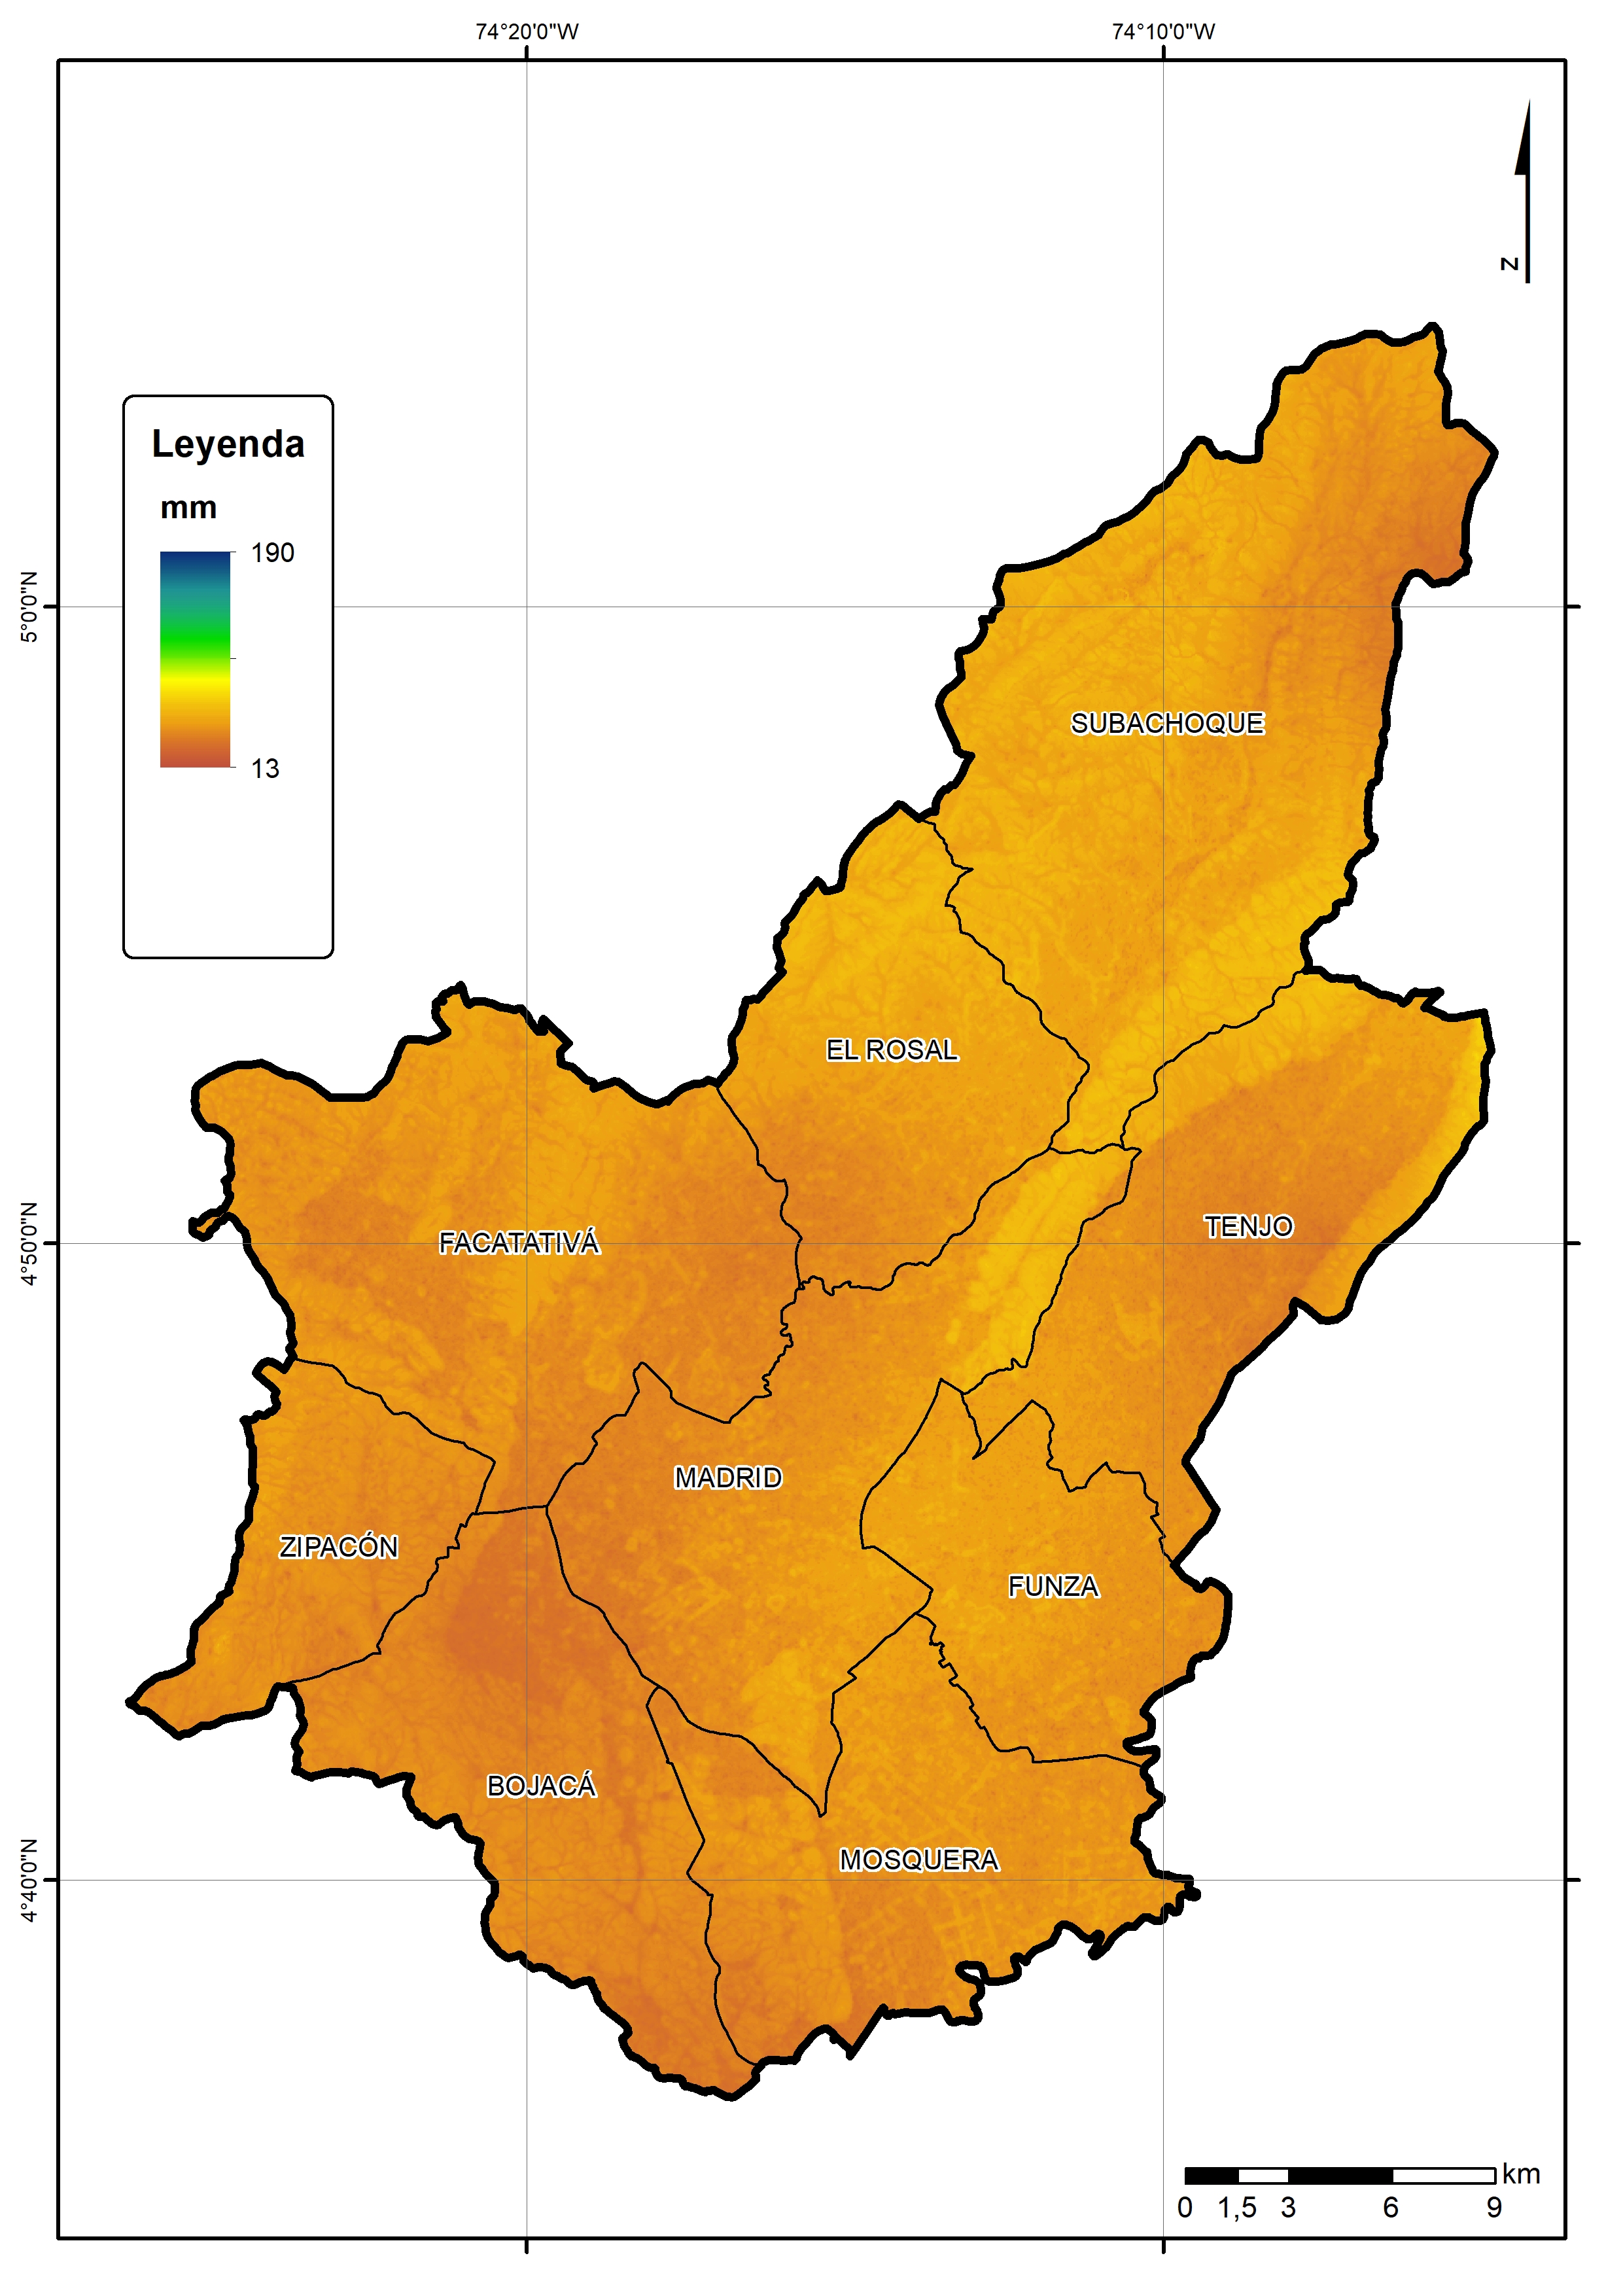 74°20'0"W
74°10'0"W
N
Leyenda
mm
190
13
5°0'0"N
SUBACHOQUE
EL ROSAL
TENJO
4°50'0"N
FACATATIVÁ
MADRID
ZIPACÓN
FUNZA
BOJACÁ
MOSQUERA
4°40'0"N
km
0 1,5 3 6 9